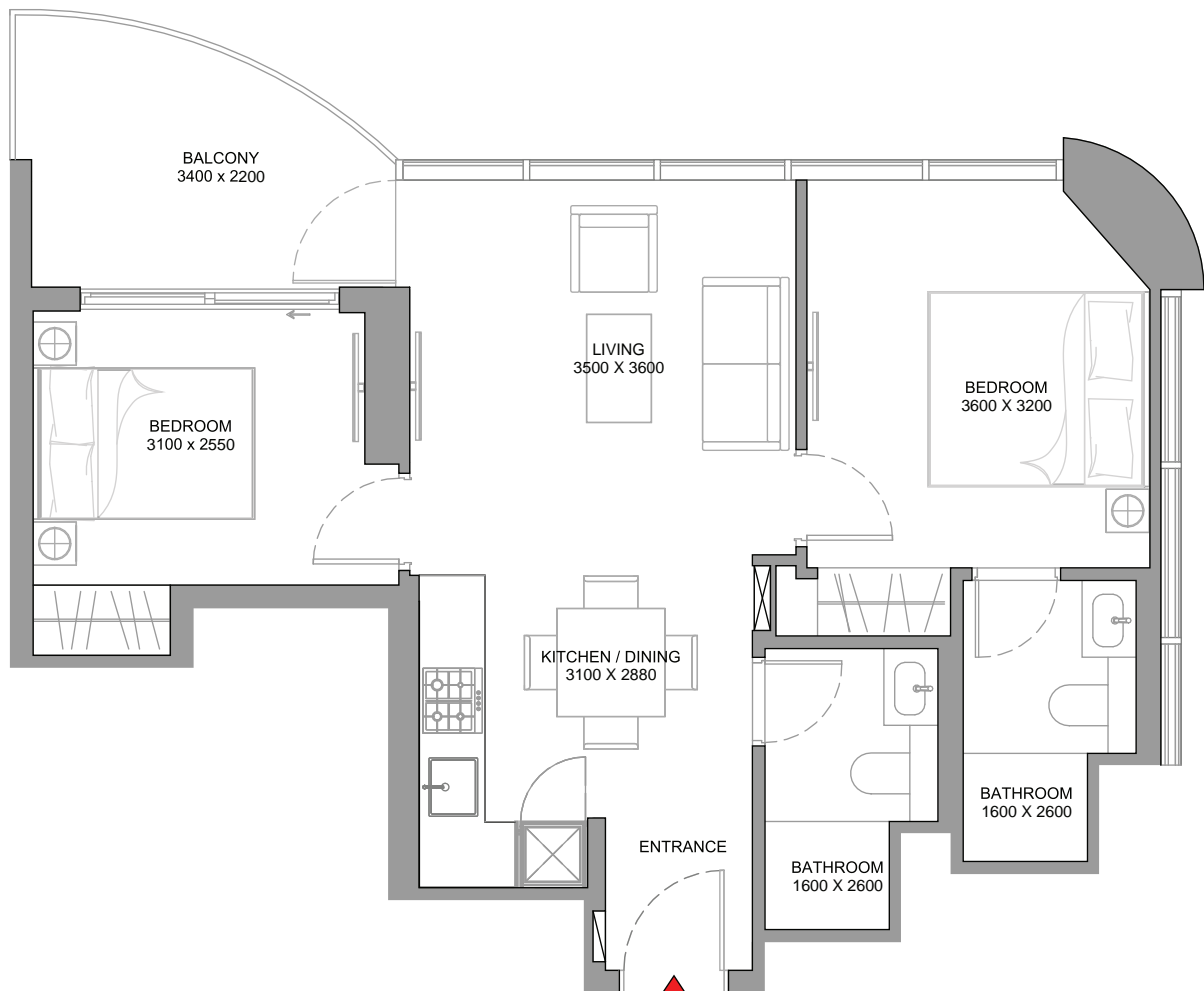 BALCONY
3400 x 2200
LIVING
3500 X 3600
BEDROOM
3600 X 3200
BEDROOM
3100 x 2550
KITCHEN / DINING
3100 X 2880
BATHROOM
1600 X 2600
ENTRANCE
BATHROOM
1600 X 2600